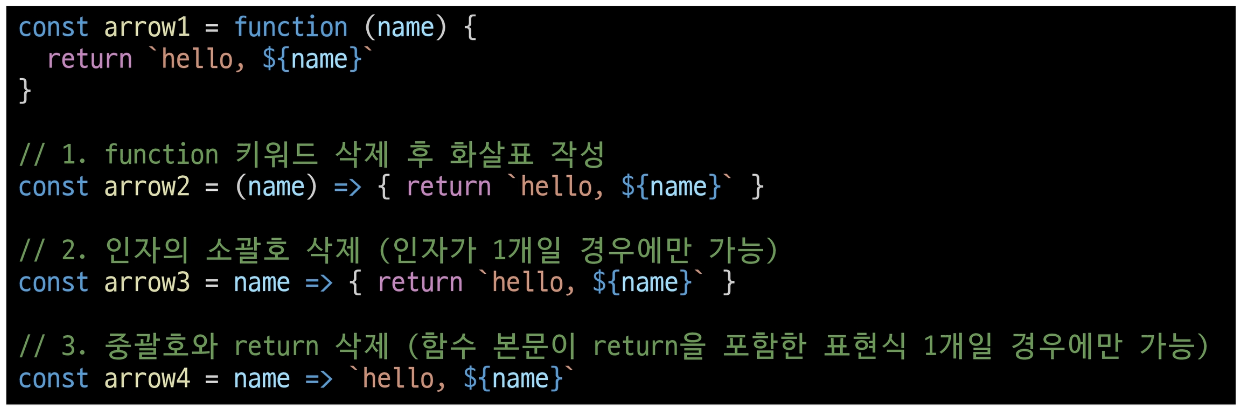 const arrow1 = function (name) {
  return `hello, ${name}`
}
// 1. function 키워드 삭제 후 화살표 작성
const arrow2 = (name) => { return `hello, ${name}` }
// 2. 인자의 소괄호 삭제 (인자가 1개일 경우에만 가능)
const arrow3 = name => { return `hello, ${name}` }
// 3. 중괄호와 return 삭제 (함수 본문이 return을 포함한 표현식 1개일 경우에만 가능)
const arrow4 = name => `hello, ${name}`